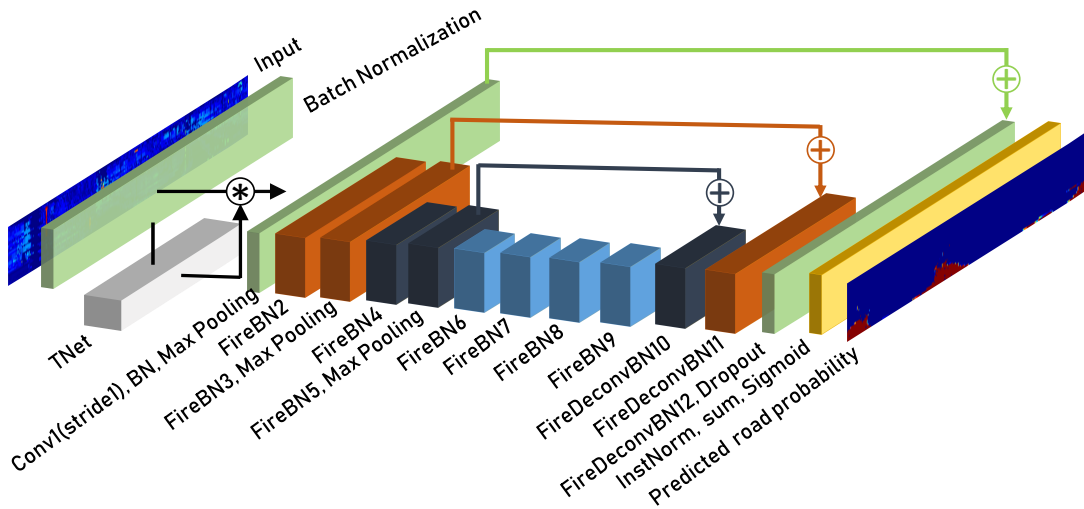 Input
Batch Normalization
TNet
Conv1(stride1), BN, Max Pooling
FireBN2
FireBN3, Max Pooling
FireBN4
FireBN5, Max Pooling
FireBN6
FireBN7
FireBN8
FireBN9
FireDeconvBN10
FireDeconvBN11
FireDeconvBN12, Dropout
InstNorm, sum, Sigmoid
Predicted road probability